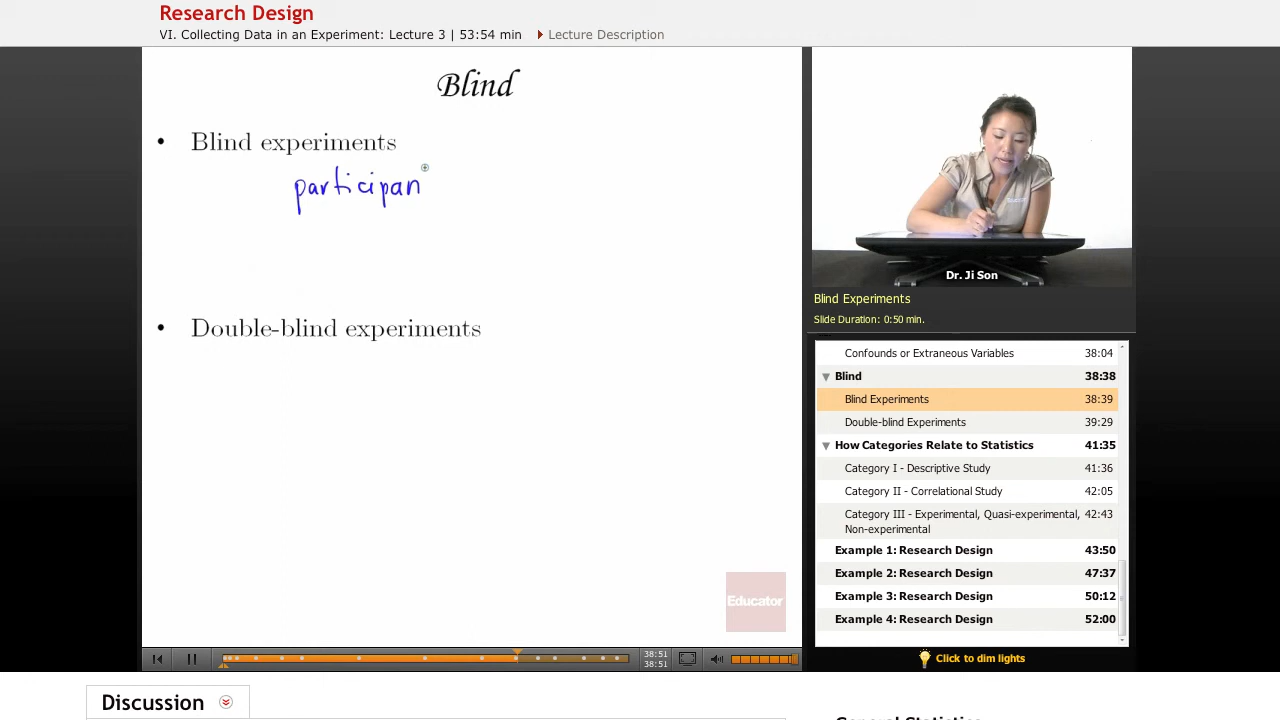 Research Design
VI. Collecting Data in an Experiment: Lecture 3 | 53:54 min
Lecture Description
Blind
• Blind experiments
participan
• Double-blind experiments
Educator
Dr. Ji Son
Blind Experiments
Slide Duration: 0:50 min.
Confounds or Extraneous Variables 38:04
Blind 38:38
Blind Experiments 38:39
Double-blind Experiments 39:29
How Categories Relate to Statistics 41:35
Category I - Descriptive Study 41:36
Category II - Correlational Study 42:05
Category III - Experimental, Quasi-experimental, 42:43
Non-experimental
Example 1: Research Design 43:50
Example 2: Research Design 47:37
Example 3: Research Design 50:12
Example 4: Research Design 52:00
38:51
38:51
Click to dim lights
Discussion
General Statistics